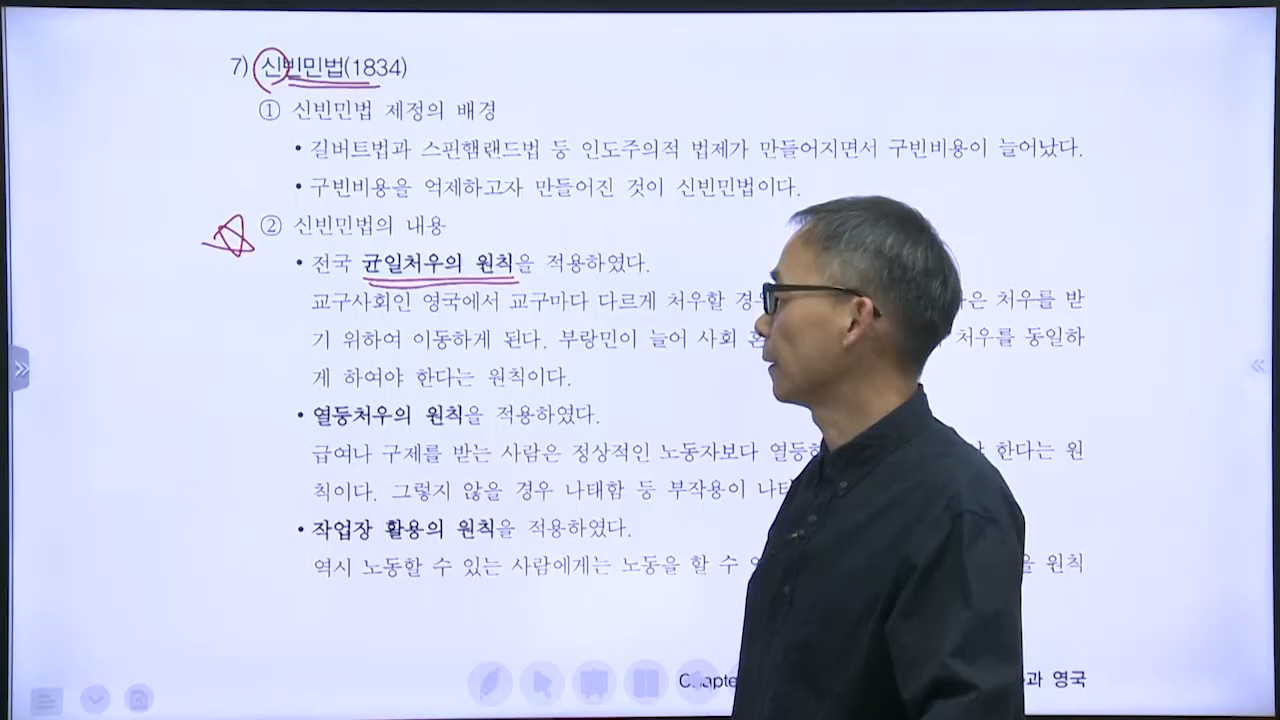 7) 신빈민법(1834)
① 신빈민법 제정의 배경
• 길버트법과 스핀햄랜드법 등 인도주의적 법제가 만들어지면서 구빈비용이 늘어났다.
• 구빈비용을 억제하고자 만들어진 것이 신빈민법이다.
② 신빈민법의 내용
• 전국 균일처우의 원칙을 적용하였다.
교구사회인 영국에서 교구마다 다르게 처우할 처우를 받
기 위하여 이동하게 된다. 부랑민이 늘어 사회 처우를 동일하
게 하여야 한다는 원칙이다.
• 열등처우의 원칙을 적용하였다.
급여나 구제를 받는 사람은 정상적인 노동자보다 한다는 원
칙이다. 그렇지 않을 경우 나태함 등 부작용이
• 작업장 활용의 원칙을 적용하였다.
역시 노동할 수 있는 사람에게는 노동을 할 수 원칙
영국